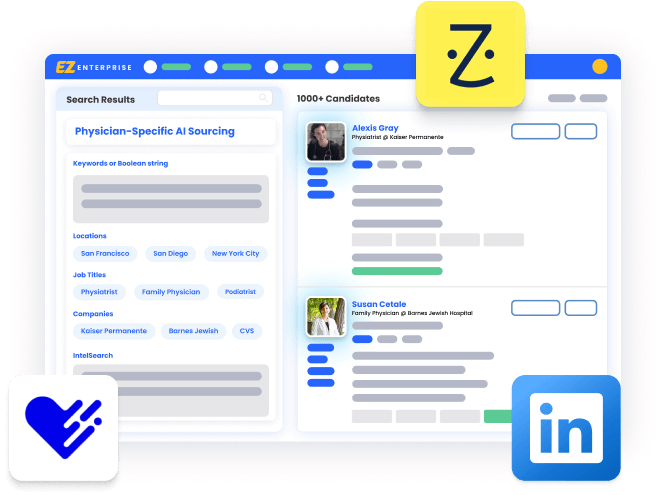 EZ ENTERPRISE
Search Results
Physician-Specific AI Sourcing
Keywords or Boolean string
Locations
San Francisco San Diego New York City
Job Titles
Physiatrist Family Physician Podiatrist
Companies
Kaiser Permanente Barnes Jewish CVS
IntelSearch
1000+ Candidates
Alexis Gray
Physiatrist @ Kaiser Permanente
Susan Cetale
Family Physician @ Barnes Jewish Hospital
Z
in